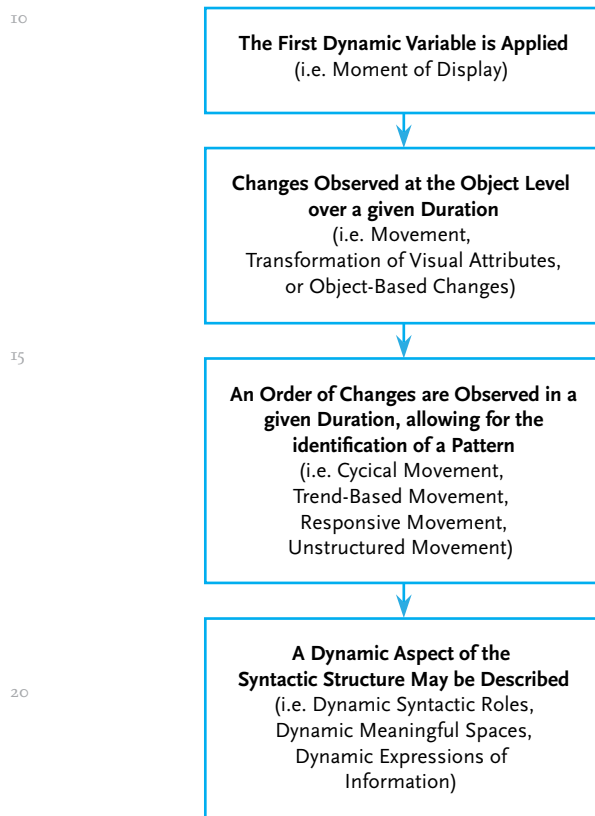 10
The First Dynamic Variable is Applied
(i.e. Moment of Display)
Changes Observed at the Object Level
over a given Duration
(i.e. Movement,
Transformation of Visual Attributes,
or Object-Based Changes)
15
An Order of Changes are Observed in a
given Duration, allowing for the
identification of a Pattern
(i.e. Cycical Movement,
Trend-Based Movement,
Responsive Movement,
Unstructured Movement)
A Dynamic Aspect of the
Syntactic Structure May be Described
20
(i.e. Dynamic Syntactic Roles,
Dynamic Meaningful Spaces,
Dynamic Expressions of
Information)